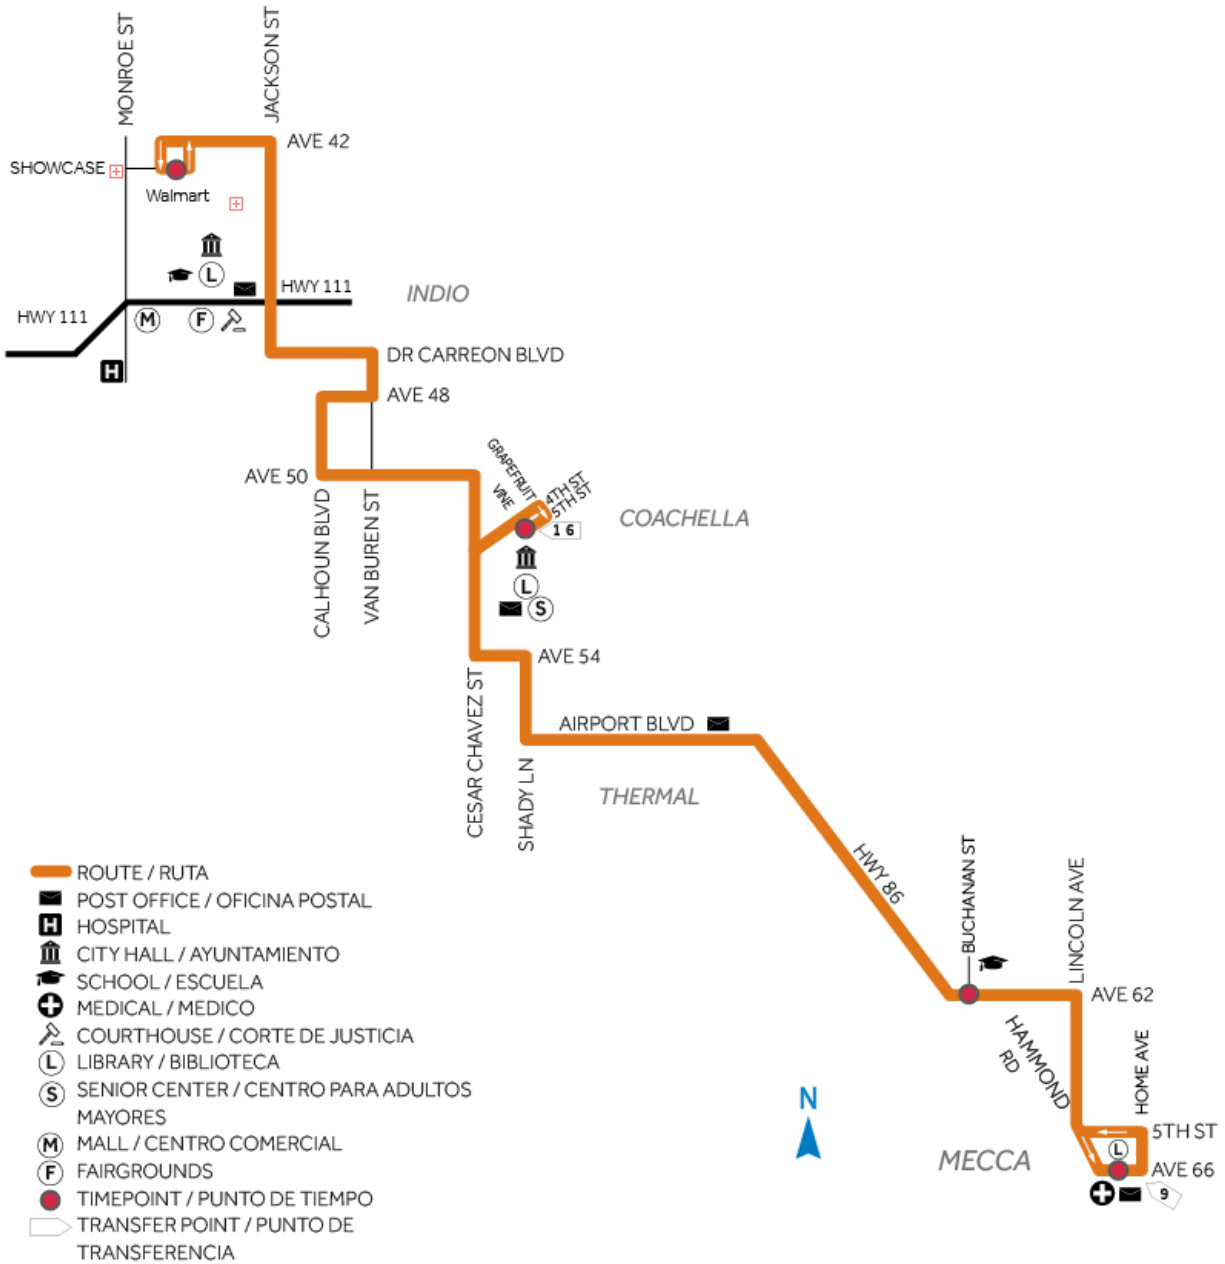 MONROE ST
JACKSON ST
AVE 42
SHOWCASE
Walmart
L
HWY 111
INDIO
HWY 111
M
F
H
DR CARREON BLVD
AVE 48
AVE 50
CALHOUN BLVD
VAN BUREN ST
GRAPEFRUIT
VINE
4TH ST
5TH ST
1 6
COACHELLA
L
S
AVE 54
CESAR CHAVEZ ST
AIRPORT BLVD
SHADY LN
THERMAL
HWY 86
BUCHANAN ST
LINCOLN AVE
AVE 62
HAMMOND
RD
HOME AVE
5TH ST
L
AVE 66
MECCA
9
N
ROUTE / RUTA
POST OFFICE / OFICINA POSTAL
H HOSPITAL
CITY HALL / AYUNTAMIENTO
SCHOOL / ESCUELA
MEDICAL / MEDICO
COURTHOUSE / CORTE DE JUSTICIA
L LIBRARY / BIBLIOTECA
S SENIOR CENTER / CENTRO PARA ADULTOS
MAYORES
M MALL / CENTRO COMERCIAL
F FAIRGROUNDS
TIMEPOINT / PUNTO DE TIEMPO
TRANSFER POINT / PUNTO DE
TRANSFERENCIA